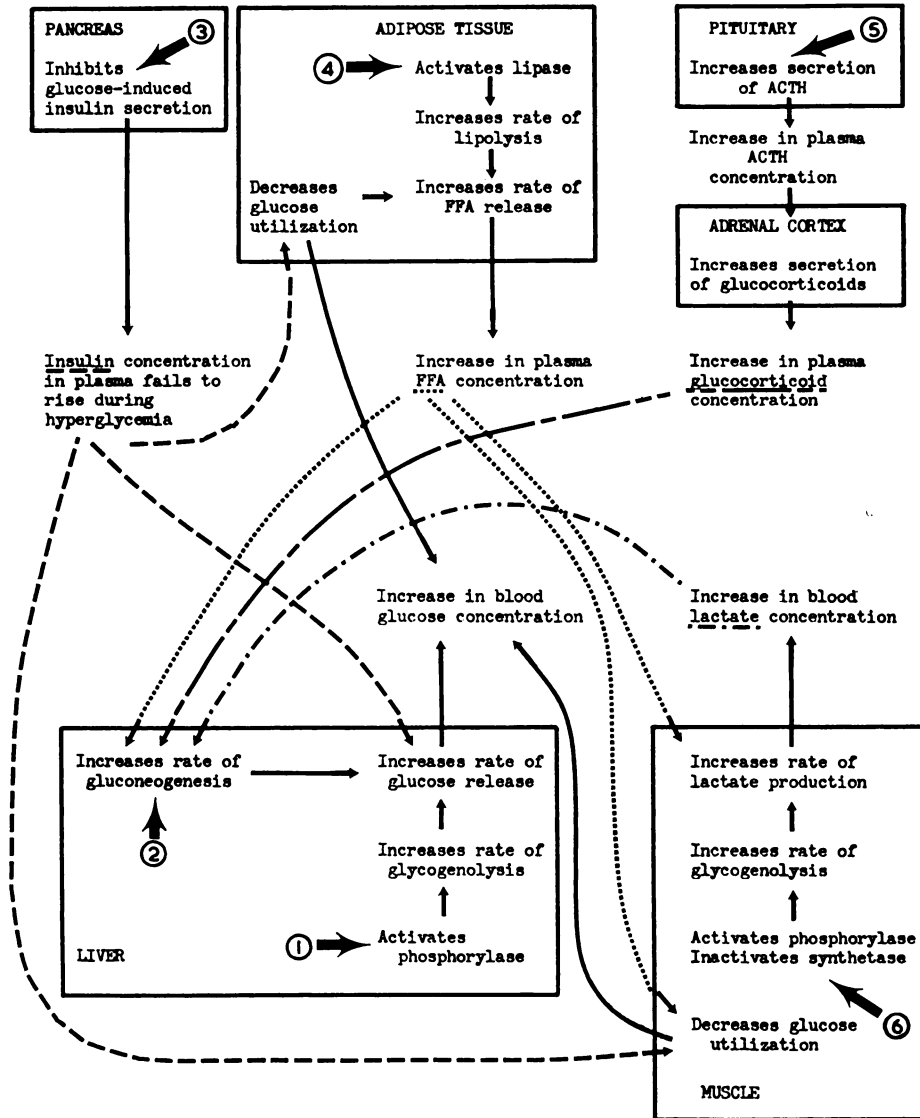 PANCREAS
③
Inhibits
glucose-induced
insulin secretion
ADIPOSE TISSUE
④
Activates lipase
Increases rate of
lipolysis
Decreases
glucose
utilization
Increases rate of
FFA release
PITUITARY
⑤
Increases secretion
of ACTH
Increase in plasma
ACTH
concentration
ADRENAL CORTEX
Increases secretion
of glucocorticoids
Insulin concentration
in plasma fails to
rise during
hyperglycemia
Increase in plasma
FFA concentration
Increase in plasma
glucocorticoid
concentration
Increase in blood
glucose concentration
Increase in blood
lactate concentration
Increases rate of
gluconeogenesis
②
Increases rate of
glucose release
Increases rate of
glycogenolysis
①
Activates
phosphorylase
LIVER
Increases rate of
lactate production
Increases rate of
glycogenolysis
Activates phosphorylase
Inactivates synthetase
⑥
Decreases glucose
utilization
MUSCLE